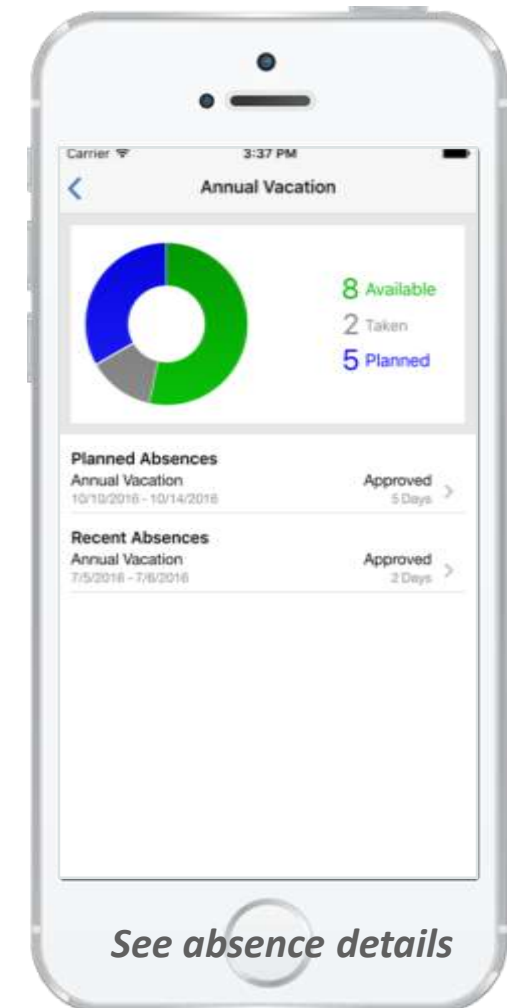 Carrier 3:37 PM
Annual Vacation
8 Available
2 Taken
5 Planned
Planned Absences
Annual Vacation Approved
10/10/2016 - 10/14/2016 5 Days
Recent Absences
Annual Vacation Approved
7/5/2016 - 7/6/2016 2 Days
See absence details